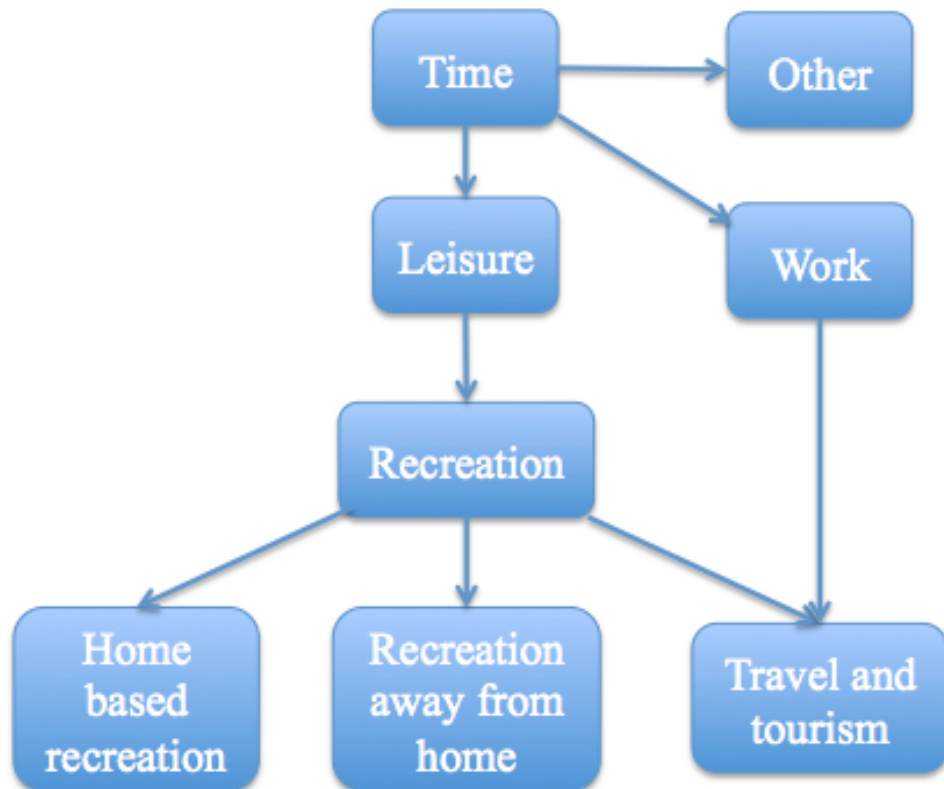 Time
Other
Leisure
Work
Recreation
Home
based
recreation
Recreation
away from
home
Travel and
tourism